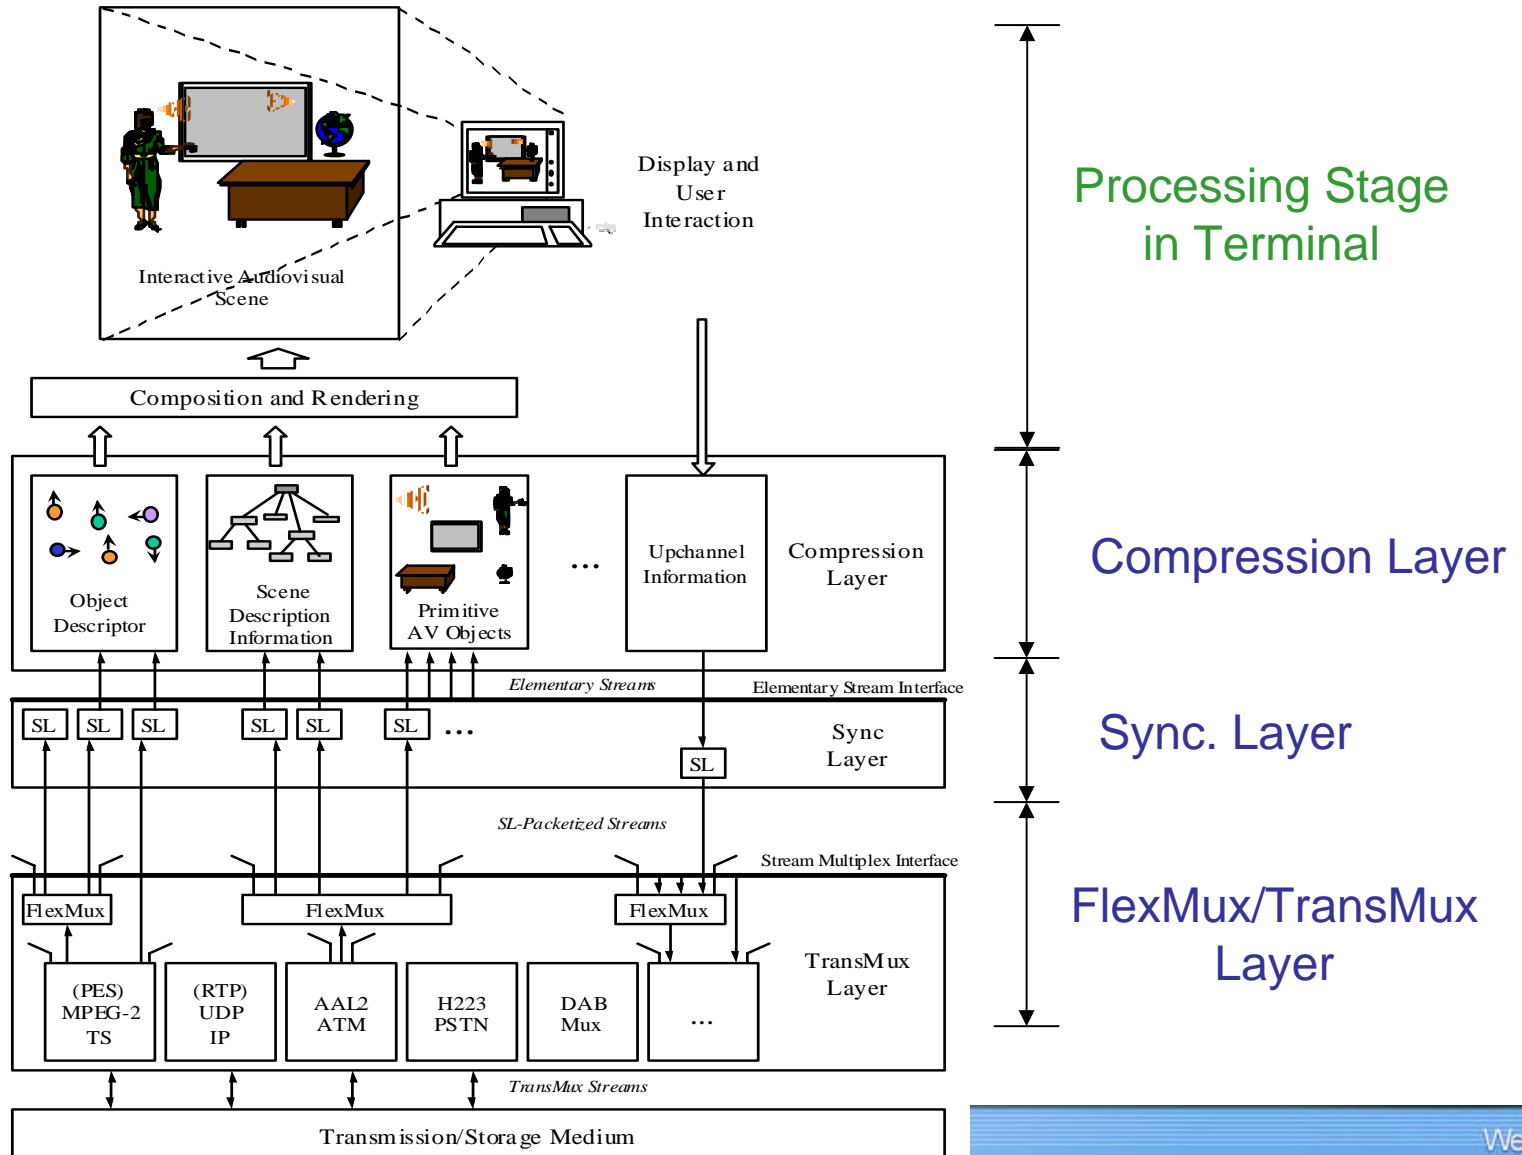 Display and
User
Interaction
Interactive Audiovisual
Scene
Composition and Rendering
Object
Descriptor
Scene
Description
Information
Primitive
AV Objects
...
Upchannel
Information
Compression
Layer
Elementary Streams
Elementary Stream Interface
SL
SL
SL
SL
SL
SL
...
SL
Sync
Layer
SL-Packetized Streams
Stream Multiplex Interface
FlexMux
FlexMux
FlexMux
(PES)
MPEG-2
TS
(RTP)
UDP
IP
AAL2
ATM
H223
PSTN
DAB
Mux
...
TransMux
Layer
TransMux Streams
Transmission/Storage Medium
Processing Stage
in Terminal
Compression Layer
Sync. Layer
FlexMux/TransMux
Layer
We